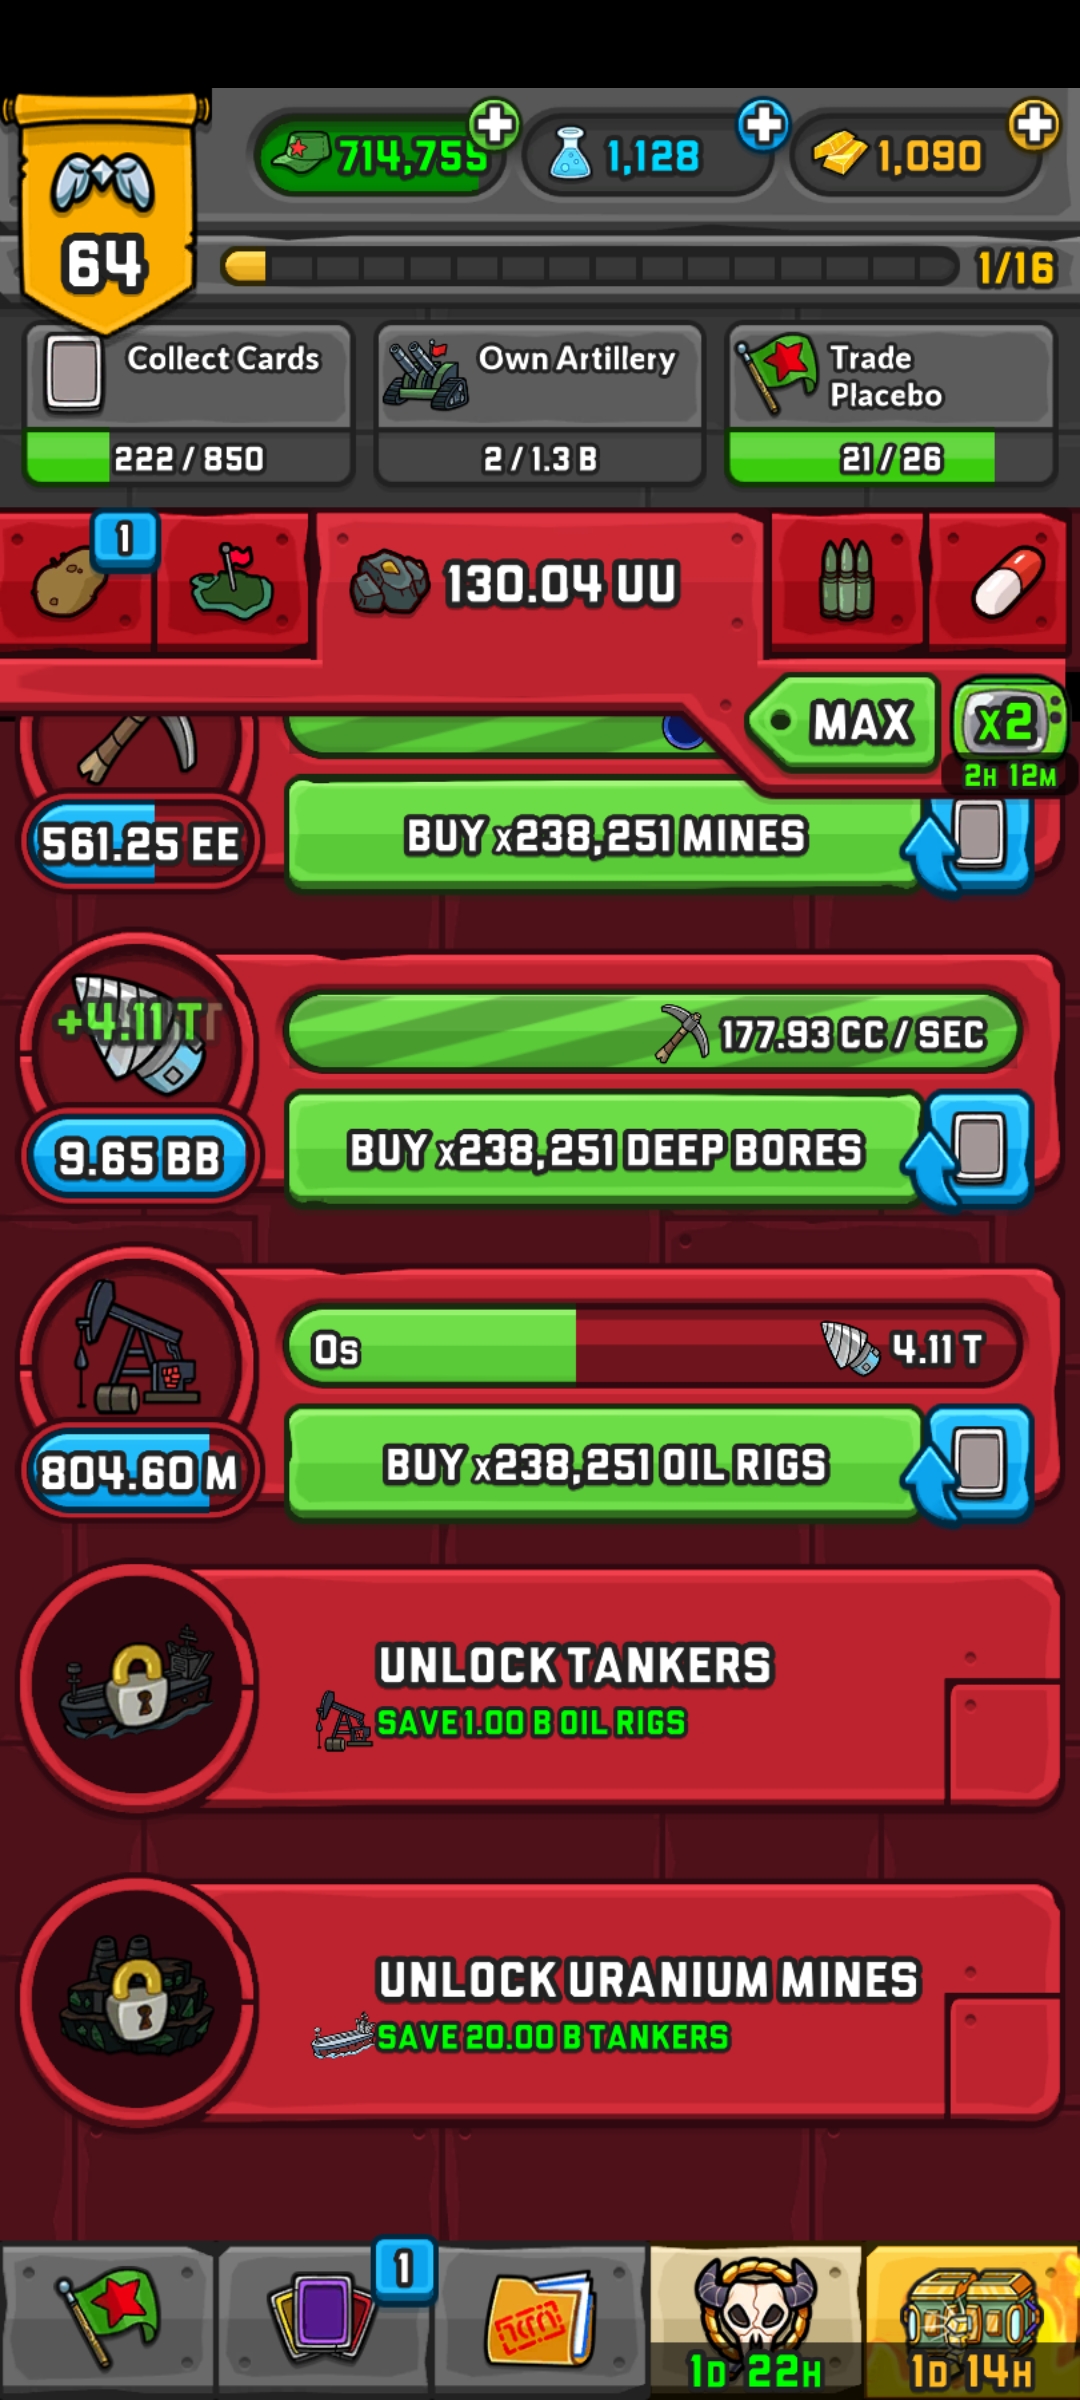 714,755
1,128
1,090
64
1/16
Collect Cards
222 / 850
Own Artillery
2 / 1.3 B
Trade
Placebo
21 / 26
1
130.04 UU
MAX
x2
2H 12M
561.25 EE
BUY x238,251 MINES
+4.11 T
177.93 CC / SEC
9.65 BB
BUY x238,251 DEEP BORES
0s
4.11 T
804.60 M
BUY x238,251 OIL RIGS
UNLOCK TANKERS
SAVE 1.00 B OIL RIGS
UNLOCK URANIUM MINES
SAVE 20.00 B TANKERS
1
1D 22H
1D 14H